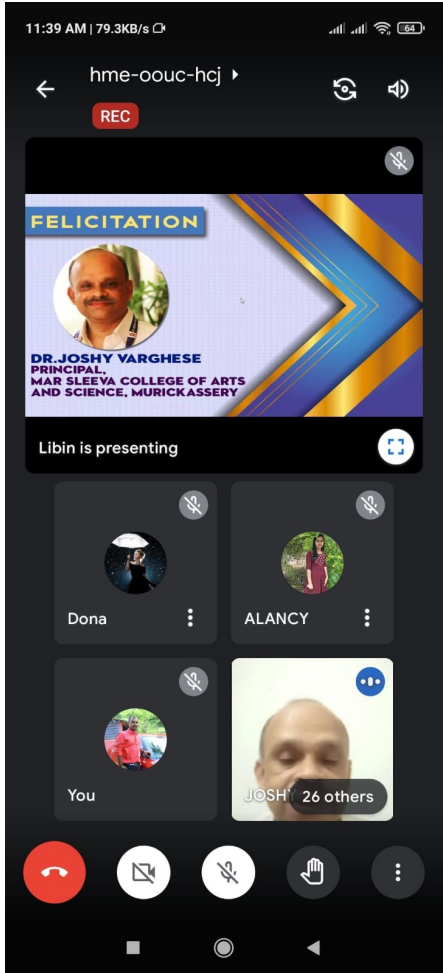 11:39 AM | 79.3KB/s
64
hme-oouc-hcj
REC
FELICITATION
DR.JOSHY VARGHESE
PRINCIPAL,
MAR SLEEVA COLLEGE OF ARTS
AND SCIENCE, MURICKASSERY
Libin is presenting
Dona
ALANCY
You
JOSHY
26 others